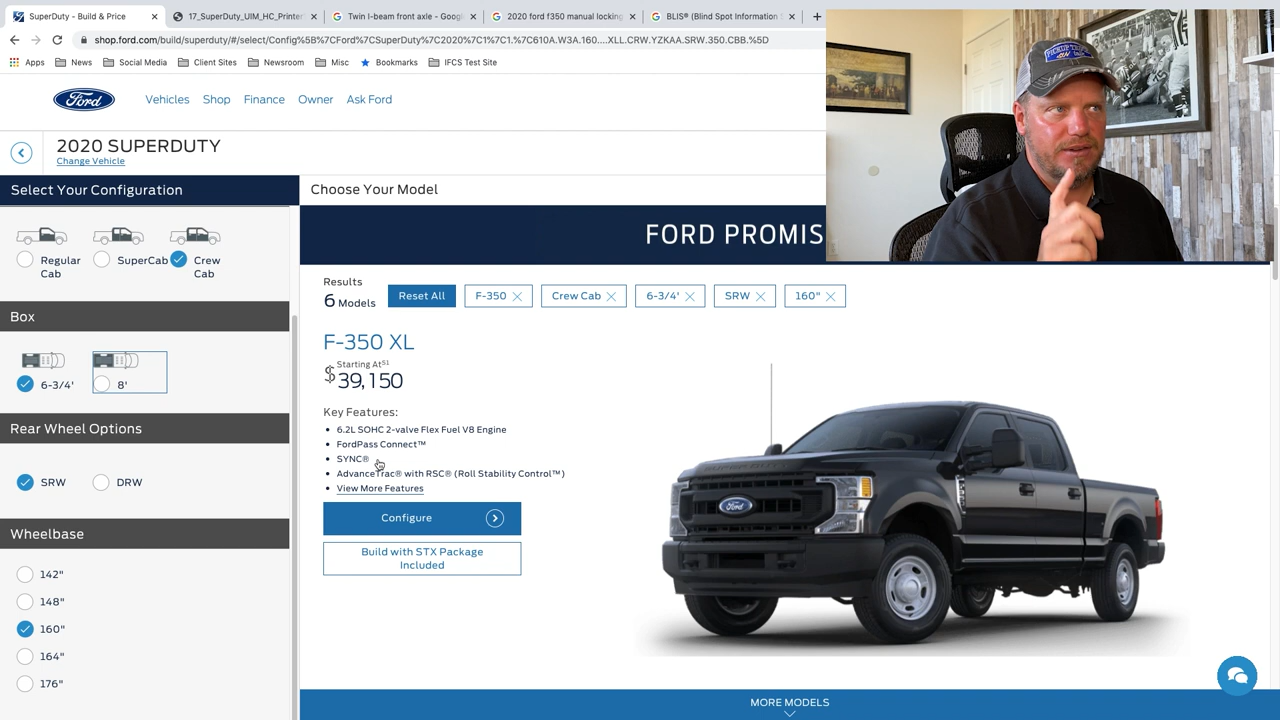 SuperDuty - Build & Price
17_SuperDuty_UIM_HC_Printer
Twin I-beam front axle - Goog
2020 ford f350 manual locking
BLIS® (Blind Spot Information S
shop.ford.com/build/superduty/#/select/Config%5B%7CFord%7CSuperDuty%7C2020%7C1%7C1.%7C610A.W3A.160....XLL.CRW.YZKAA.SRW.350.CBB.%5D
Apps
News
Social Media
Client Sites
Newsroom
Misc
Bookmarks
IFCS Test Site
Ford
Vehicles
Shop
Finance
Owner
Ask Ford
2020 SUPERDUTY
Change Vehicle
Select Your Configuration
Regular
Cab
SuperCab
Crew
Cab
Box
6-3/4'
8'
Rear Wheel Options
SRW
DRW
Wheelbase
142"
148"
160"
164"
176"
Choose Your Model
FORD PROMIS
Results
6 Models
Reset All
F-350
Crew Cab
6-3/4'
SRW
160"
F-350 XL
Starting At S1
$39,150
Key Features:
• 6.2L SOHC 2-valve Flex Fuel V8 Engine
• FordPass Connect™
• SYNC®
• AdvanceTrac® with RSC® (Roll Stability Control™)
• View More Features
Configure
Build with STX Package
Included
Ford
MORE MODELS
PICKUP TRUCK